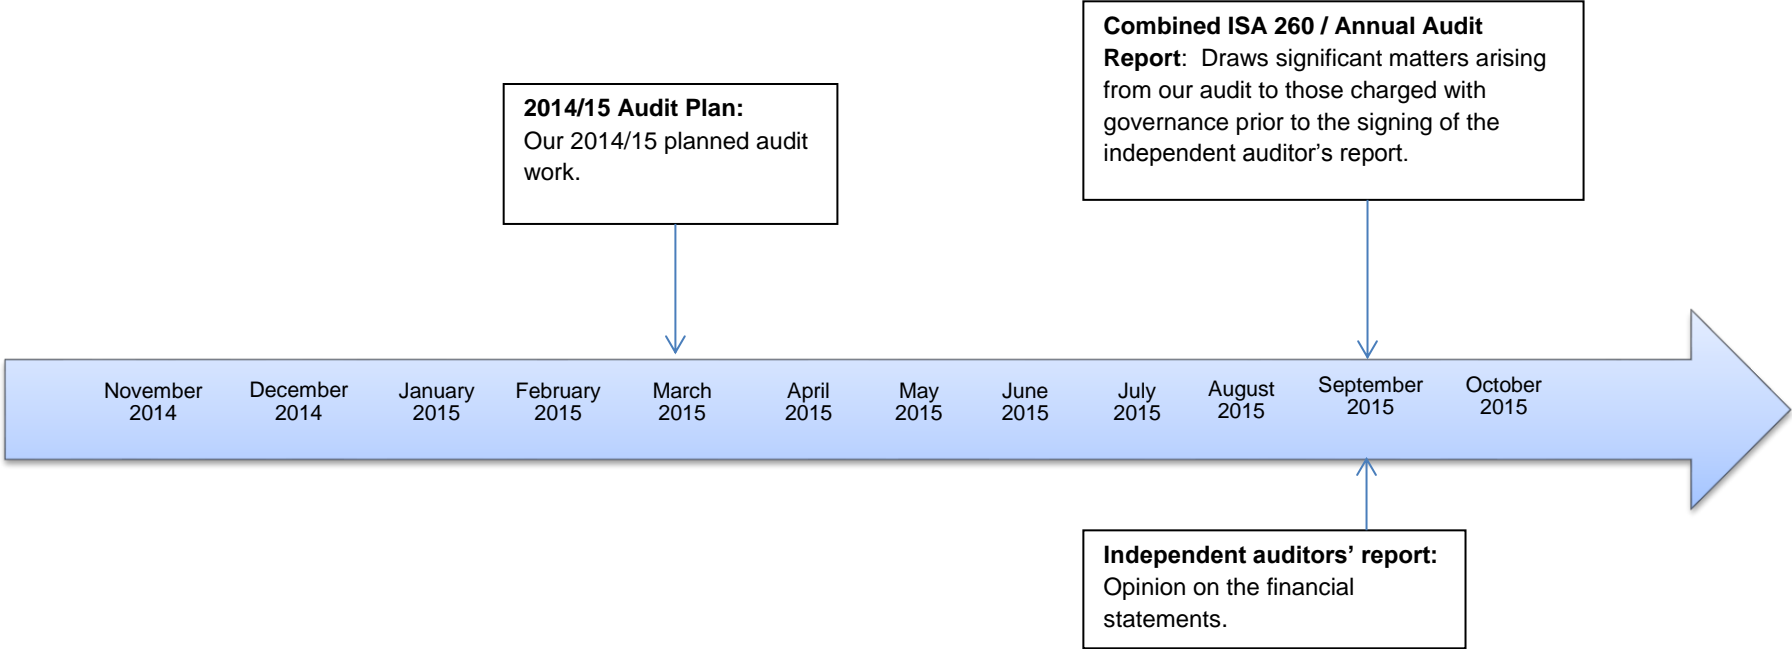 Combined ISA 260 / Annual Audit
Report:  Draws significant matters arising
from our audit to those charged with
governance prior to the signing of the
independent auditor’s report.
2014/15 Audit Plan:
Our 2014/15 planned audit
work.
November
2014
December
2014
January
2015
February
2015
March
2015
April
2015
May
2015
June
2015
July
2015
August
2015
September
2015
October
2015
Independent auditors’ report:
Opinion on the financial
statements.